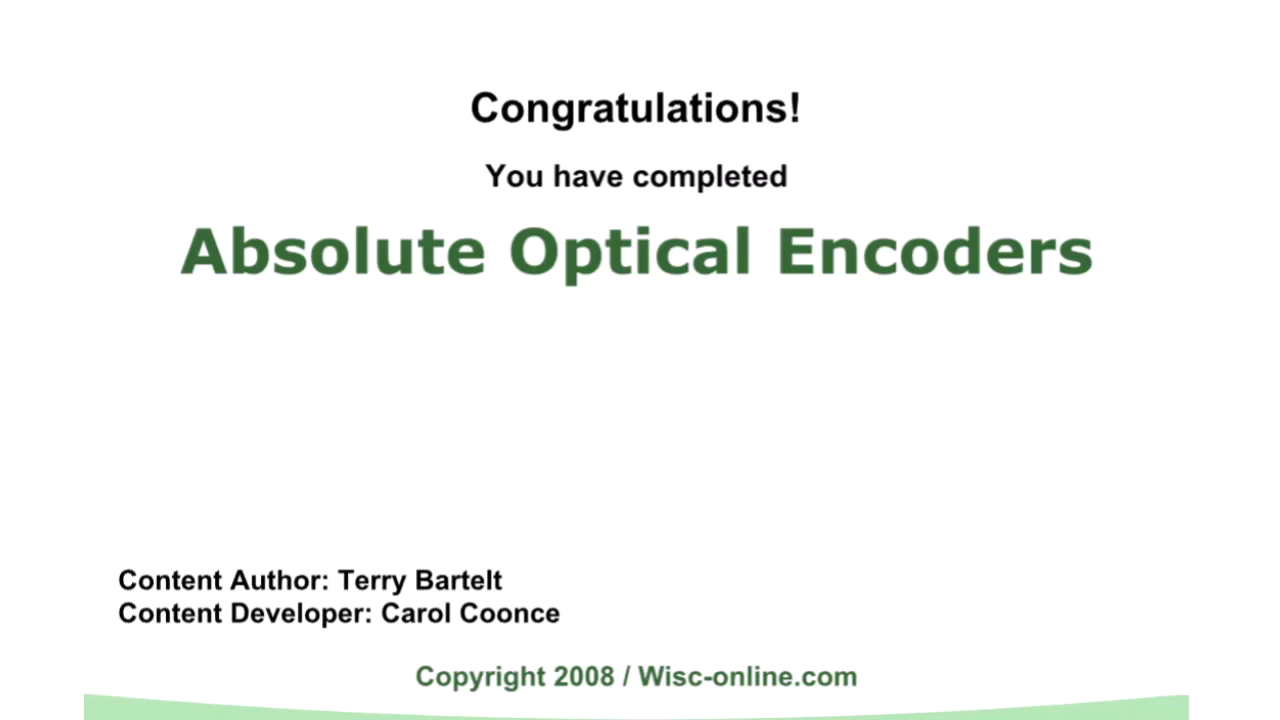 Congratulations!
You have completed
Absolute Optical Encoders
Content Author: Terry Bartelt
Content Developer: Carol Coonce
Copyright 2008 / Wisc-online.com